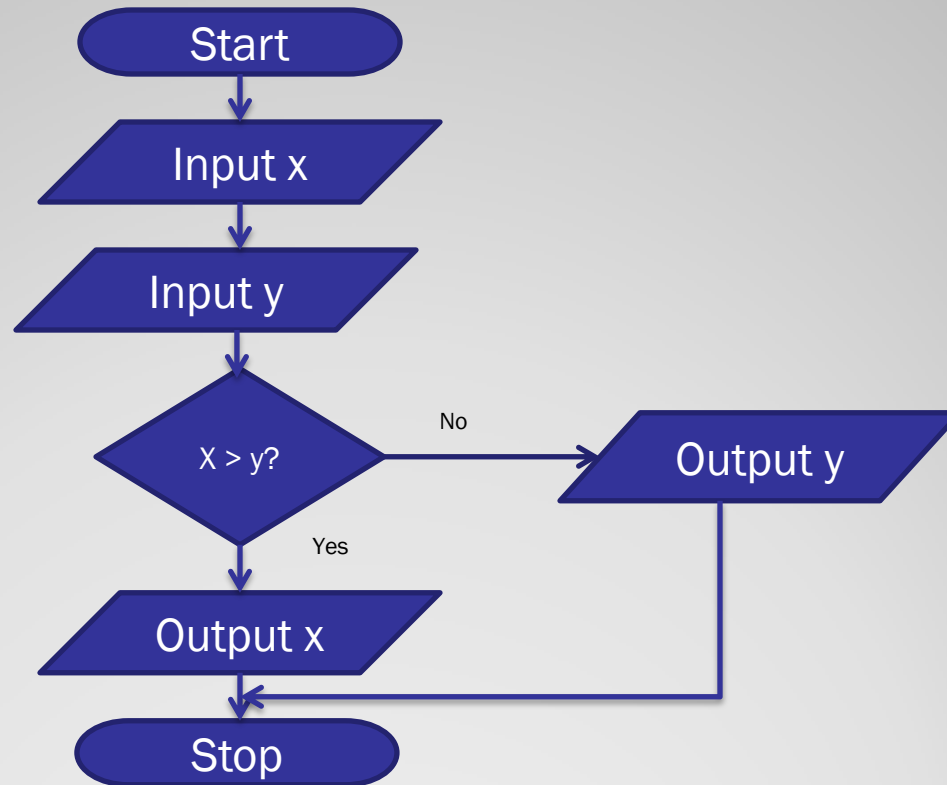 Start
Input x
Input y
X > y?
No
Output y
Yes
Output x
Stop